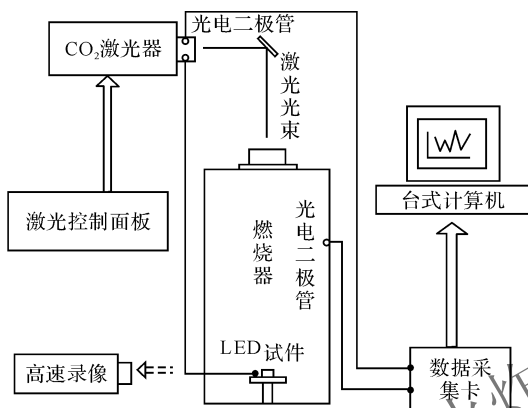 光电二极管
CO₂激光器
激光光束
激光控制面板
台式计算机
光电二极管
燃烧器
LED试件
高速录像
数据采
集卡